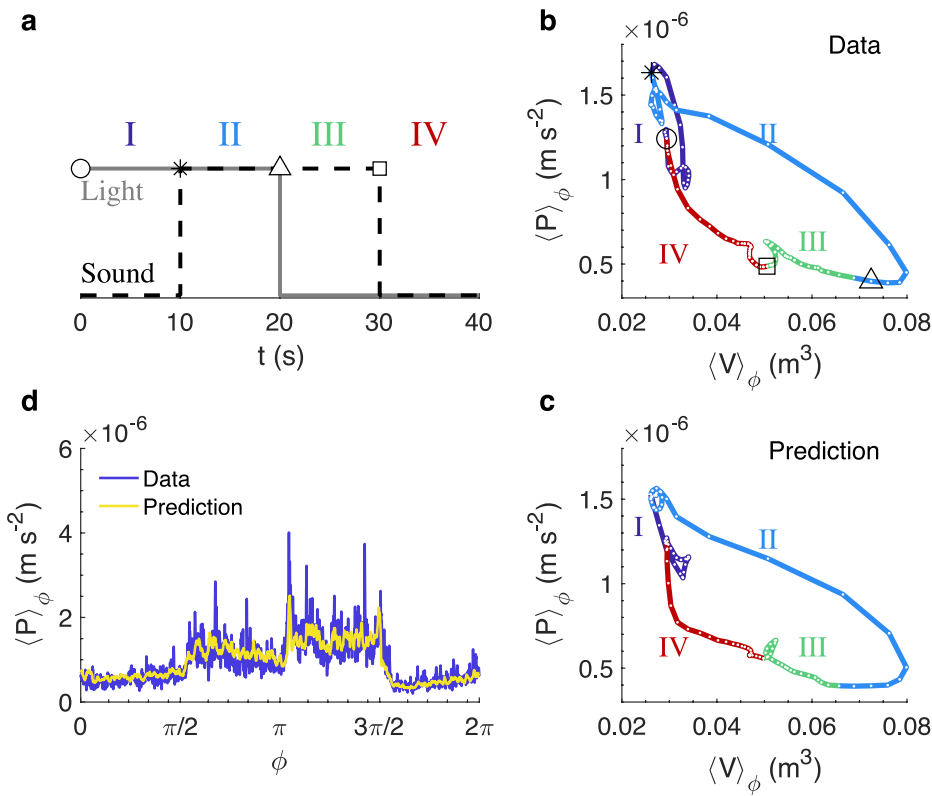 a
I II III IV
Light
Sound
0 10 20 30 40
t (s)
b
×10⁻⁶
Data
1.5
1
0.5
I
II
III
IV
0.02 0.04 0.06 0.08
⟨V⟩ϕ (m³)
⟨P⟩ϕ (m s⁻²)
d
×10⁻⁶
6
4
2
0
Data
Prediction
0 π/2 π 3π/2 2π
ϕ
⟨P⟩ϕ (m s⁻²)
c
×10⁻⁶
Prediction
1.5
1
0.5
I
II
III
IV
0.02 0.04 0.06 0.08
⟨V⟩ϕ (m³)
⟨P⟩ϕ (m s⁻²)